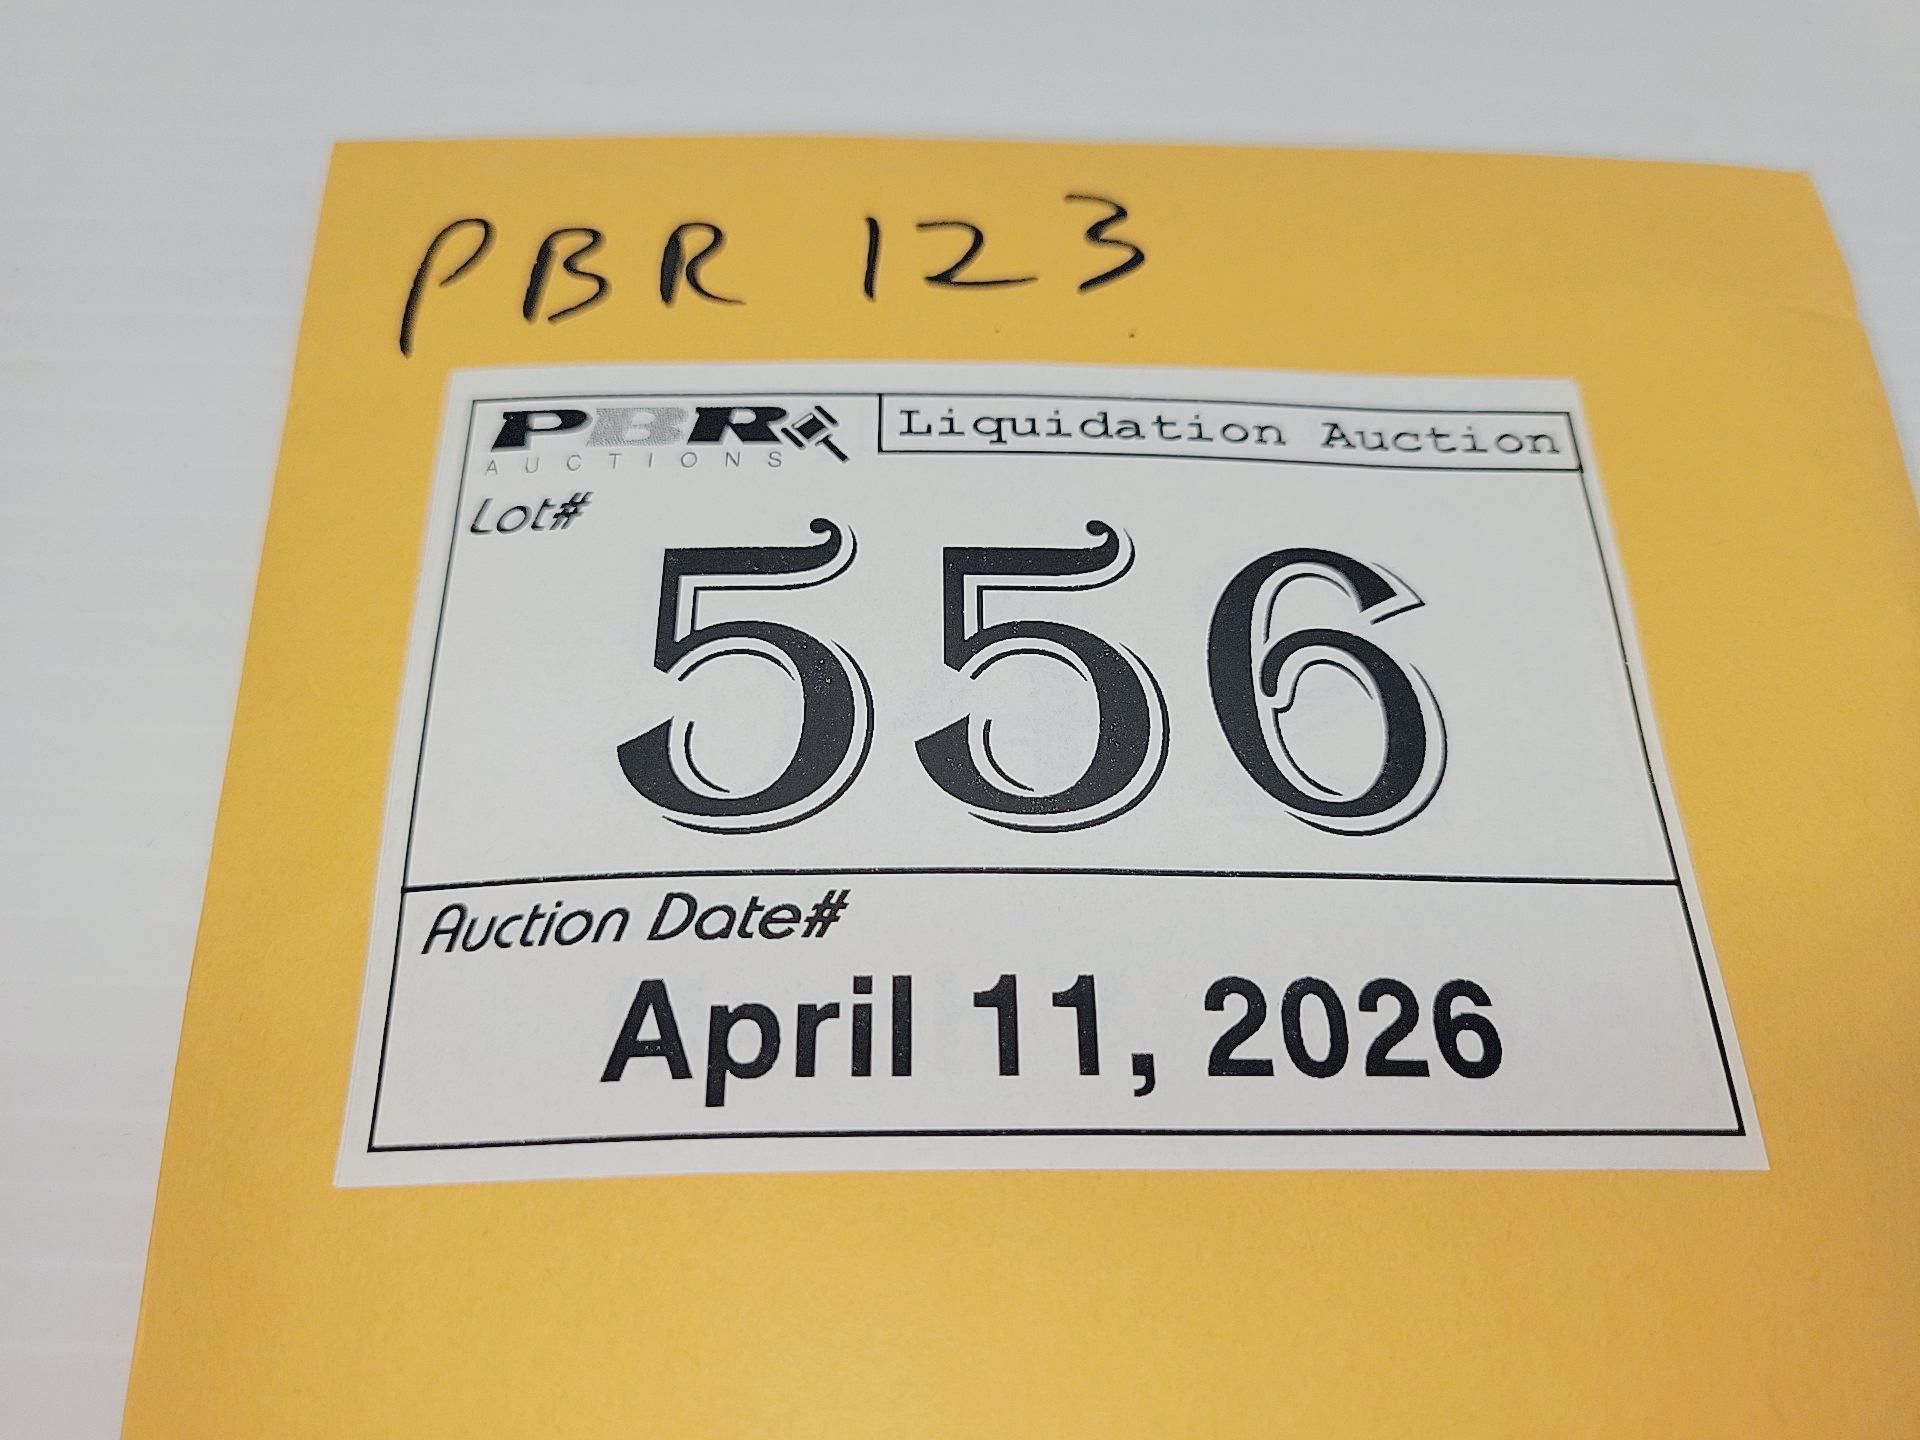 PBR 123
PBR Liquidation Auction
AUCTIONS
Lot#
556
Auction Date#
April 11, 2026